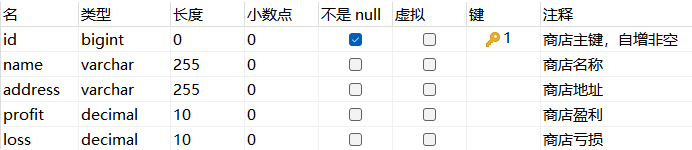 名 类型 长度 小数点 不是 null 虚拟 键 注释
id bigint 0 0 1 商店主键，自增非空
name varchar 255 0 商店名称
address varchar 255 0 商店地址
profit decimal 10 0 商店盈利
loss decimal 10 0 商店亏损